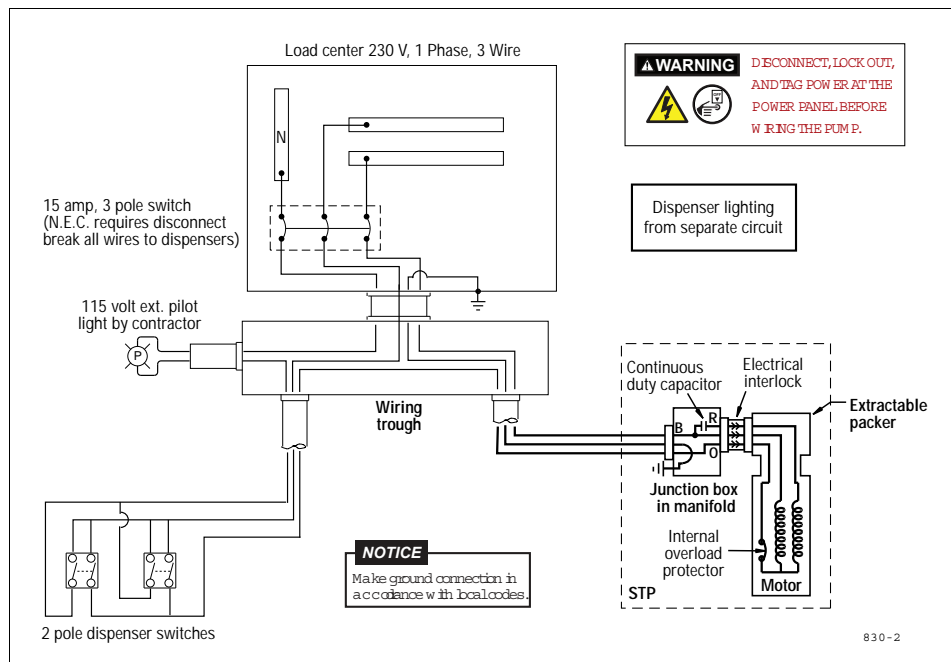 Load center 230 V, 1 Phase, 3 Wire
WARNING
DISCONNECT, LOCK OUT,
AND TAG POWER AT THE
POWER PANEL BEFORE
WIRING THE PUMP.
OFF
N
15 amp, 3 pole switch
(N.E.C. requires disconnect
break all wires to dispensers)
Dispenser lighting
from separate circuit
115 volt ext. pilot
light by contractor
P
Wiring
trough
Continuous
duty capacitor
Electrical
interlock
Extractable
packer
R
B
O
Junction box
in manifold
Internal
overload
protector
Motor
STP
NOTICE
Make ground connection in
accordance with local codes.
2 pole dispenser switches
830-2